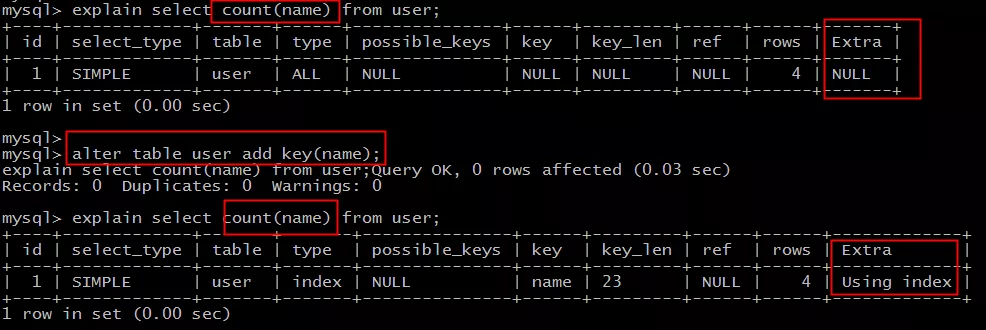 mysql> explain select count(name) from user;
+----+-------------+-------+------+---------------+------+---------+------+------+-------+
| id | select_type | table | type | possible_keys | key | key_len | ref | rows | Extra |
+----+-------------+-------+------+---------------+------+---------+------+------+-------+
| 1 | SIMPLE | user | ALL | NULL | NULL | NULL | NULL | 4 | NULL |
+----+-------------+-------+------+---------------+------+---------+------+------+-------+
1 row in set (0.00 sec)
mysql>
mysql> alter table user add key(name);
explain select count(name) from user;Query OK, 0 rows affected (0.03 sec)
Records: 0 Duplicates: 0 Warnings: 0
mysql> explain select count(name) from user;
+----+-------------+-------+-------+---------------+------+---------+------+------+-------------+
| id | select_type | table | type | possible_keys | key | key_len | ref | rows | Extra |
+----+-------------+-------+-------+---------------+------+---------+------+------+-------------+
| 1 | SIMPLE | user | index | NULL | name | 23 | NULL | 4 | Using index |
+----+-------------+-------+-------+---------------+------+---------+------+------+-------------+
1 row in set (0.00 sec)